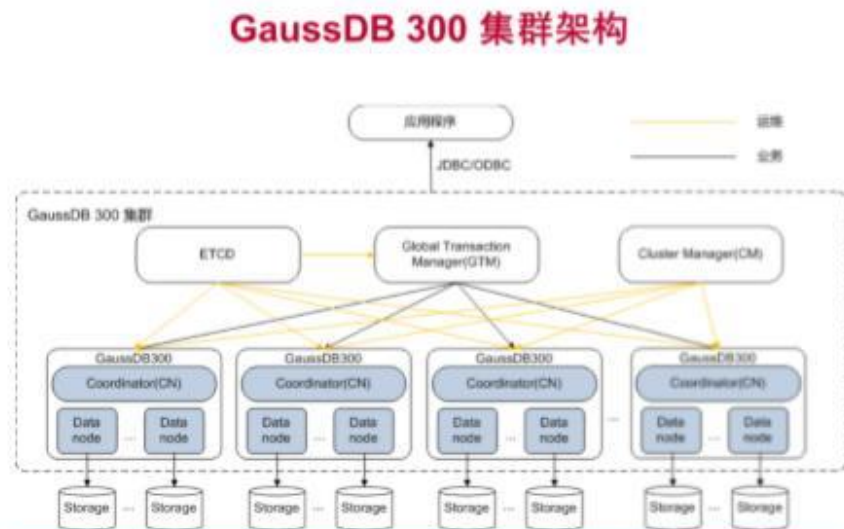 GaussDB 300 集群架构
应用程序
运维
JDBC/ODBC
业务
GaussDB 300 集群
ETCD
Global Transaction
Manager(GTM)
Cluster Manager(CM)
GaussDB300
GaussDB300
GaussDB300
GaussDB300
Coordinator(CN)
Coordinator(CN)
Coordinator(CN)
Coordinator(CN)
...
Data
node
...
Data
node
Data
node
...
Data
node
Data
node
...
Data
node
Data
node
...
Data
node
Storage
...
Storage
Storage
...
Storage
Storage
...
Storage
Storage
...
Storage